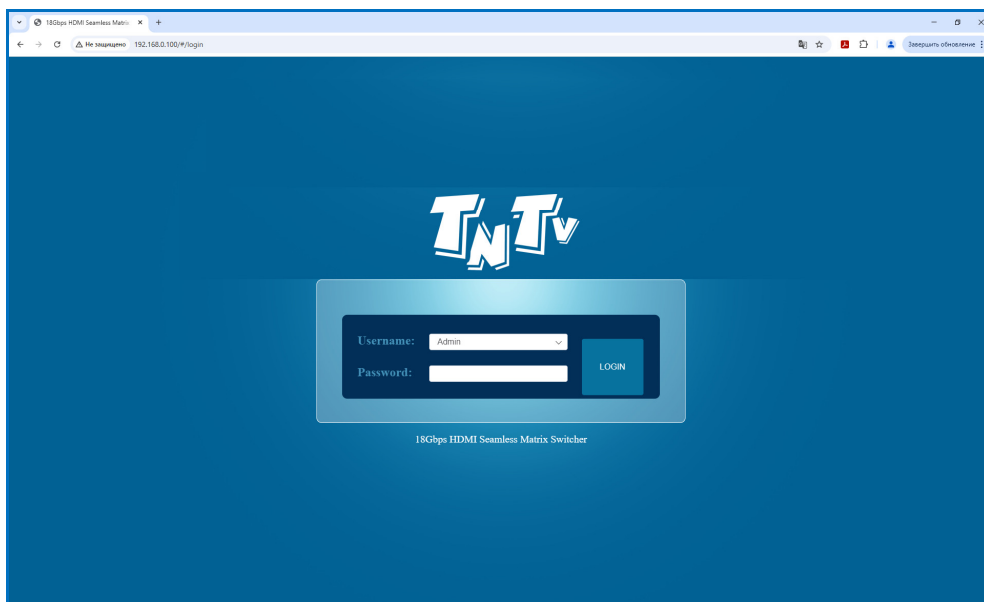 18Gbps HDMI Seamless Matrix
Не защищено 192.168.0.100/#/login
Завершить обновление
TNTv
Username: Admin
Password:
LOGIN
18Gbps HDMI Seamless Matrix Switcher